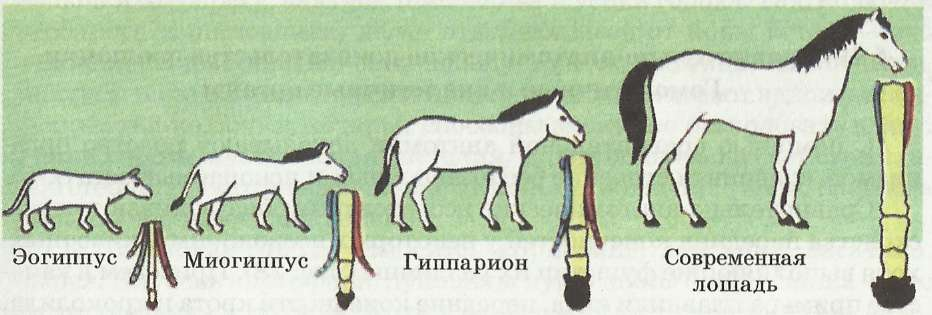 Эогиппус
Миогиппус
Гиппарион
Современная
лошадь